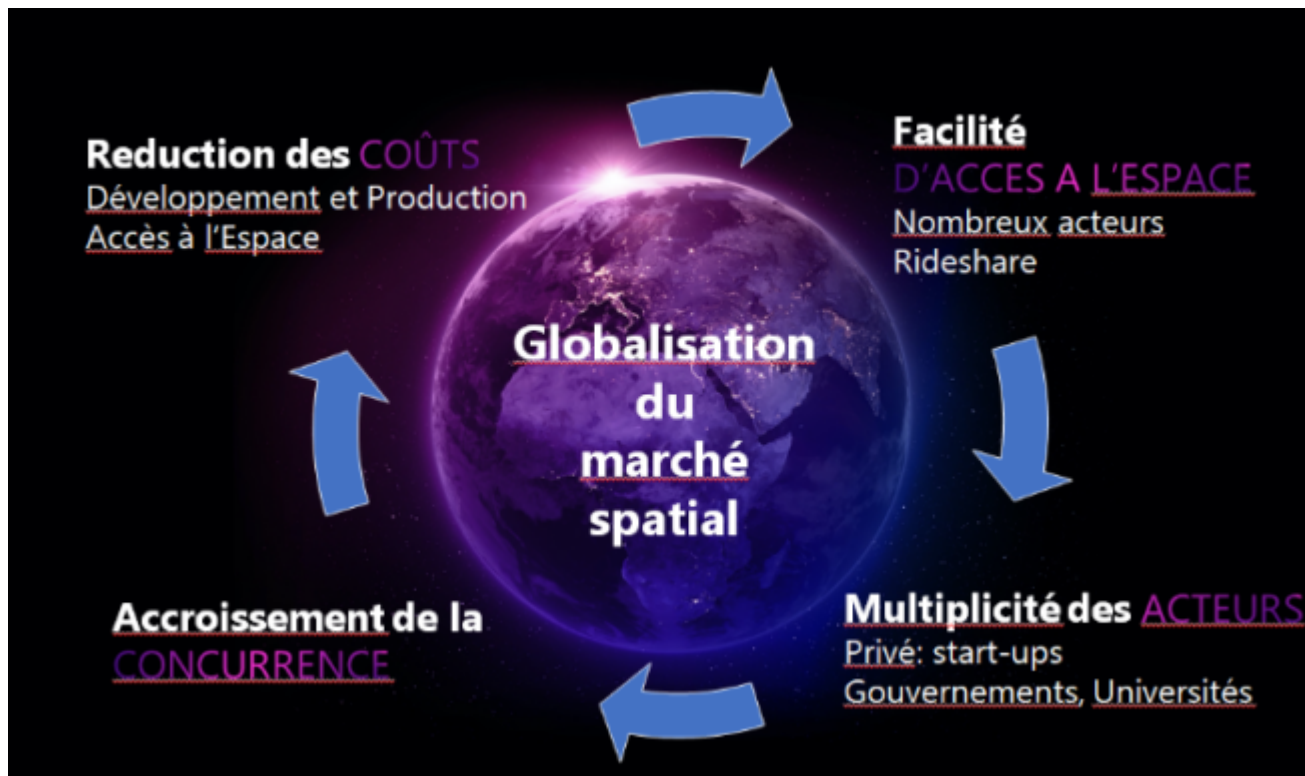 Reduction des COÛTS
Développement et Production
Accès à l'Espace
Facilité
D'ACCES A L'ESPACE
Nombreux acteurs
Rideshare
Globalisation
du
marché
spatial
Accroissement de la
CONCURRENCE
Multiplicité des ACTEURS
Privé: start-ups
Gouvernements, Universités